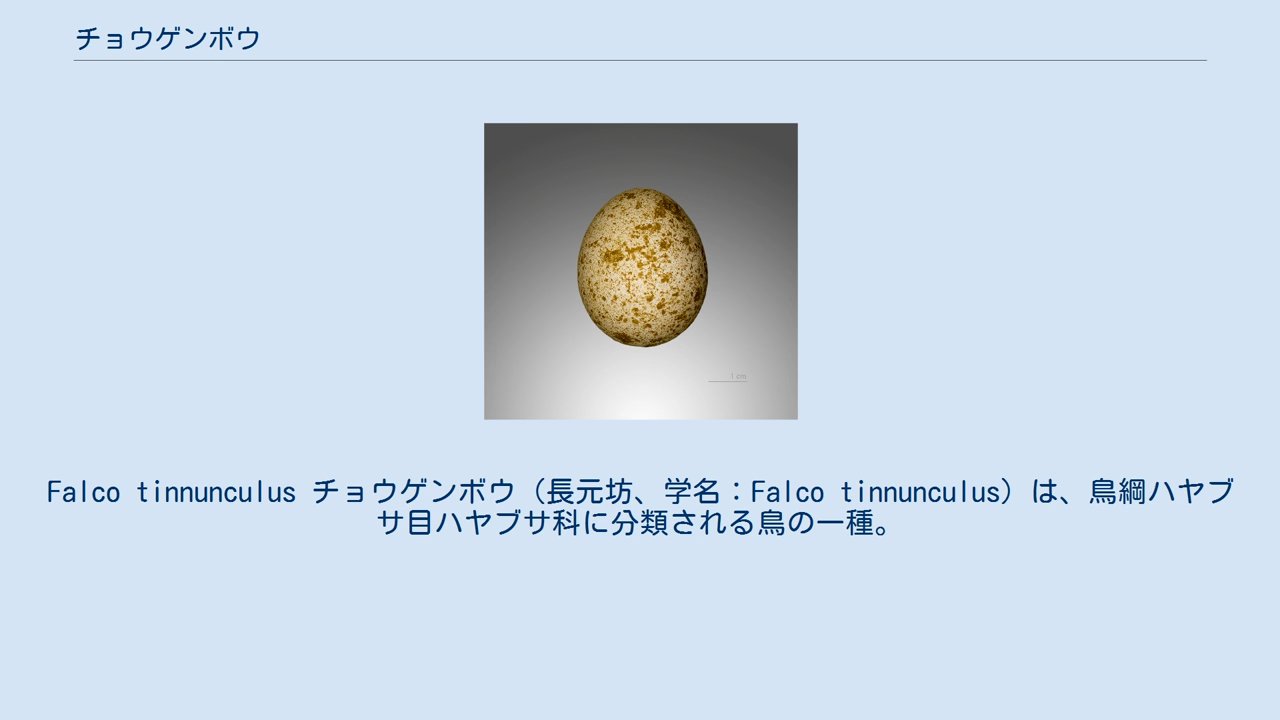 チョウゲンボウ
1 cm
Falco tinnunculus チョウゲンボウ（長元坊、学名：Falco tinnunculus）は、鳥綱ハヤブ
サ目ハヤブサ科に分類される鳥の一種。